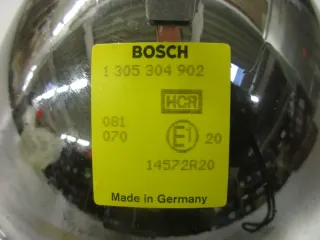 BOSCH
1 305 304 902
HCR
081
070 E1 20
14572R20
Made in Germany